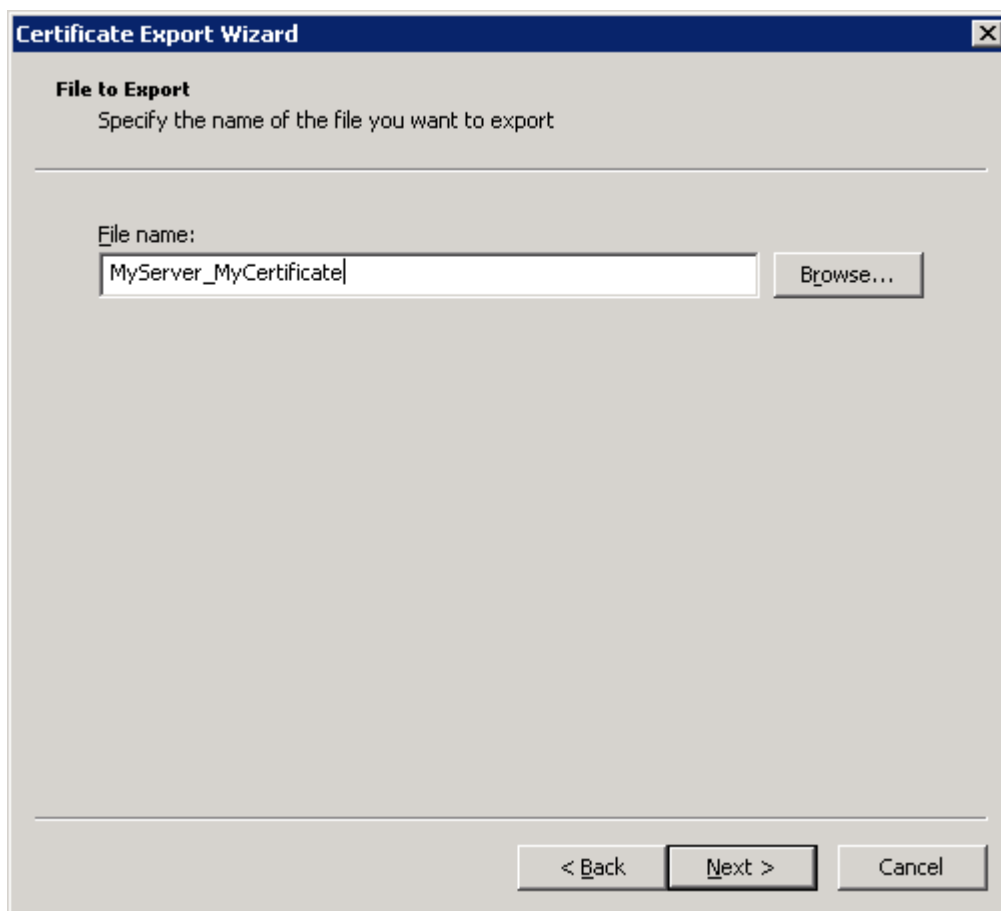 Certificate Export Wizard
File to Export
Specify the name of the file you want to export
File name:
MyServer_MyCertificate
Browse...
< Back
Next >
Cancel